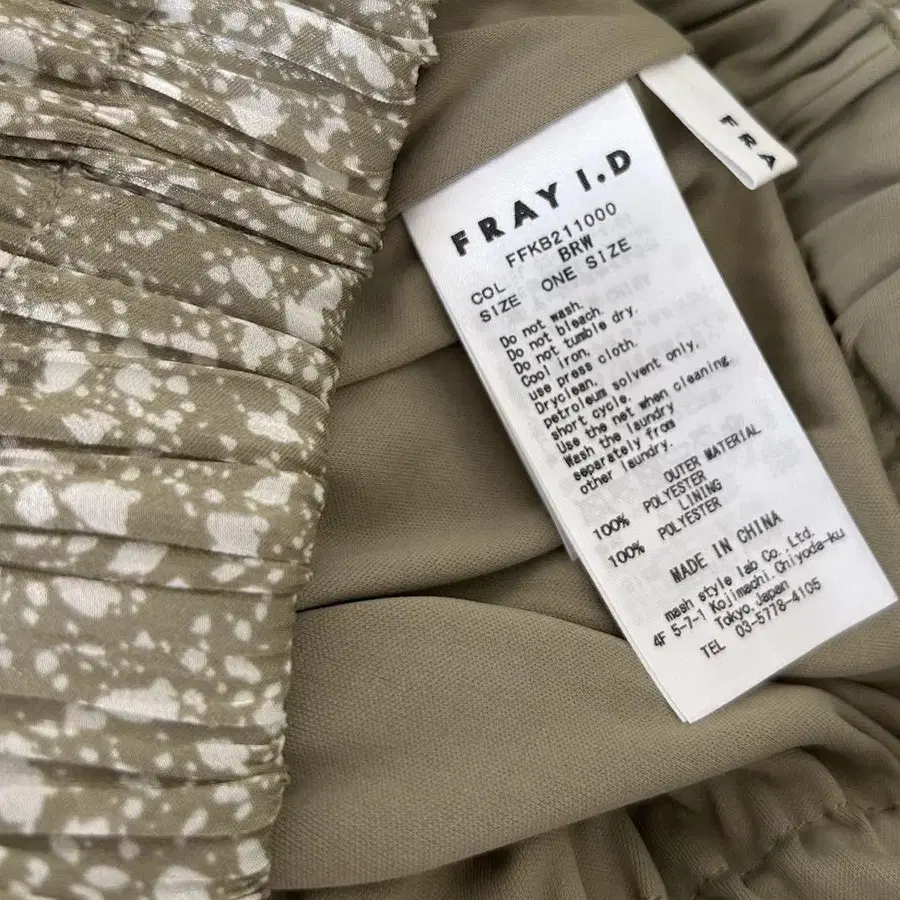 FRAY I.D
FFKB211000
COL BRW
SIZE ONE SIZE
Do not wash.
Do not bleach.
Do not tumble dry.
Cool iron.
use press cloth.
Dryclean.
petroleum solvent only.
short cycle.
Use the net when cleaning.
Wash the laundry
separately from
other laundry.
OUTER MATERIAL
100% POLYESTER
LINING
100% POLYESTER
MADE IN CHINA
mash style lab Co., Ltd.
4F 5-7-1 Kojimachi, Chiyoda-ku
Tokyo, Japan
TEL 03-5778-4105
FRA